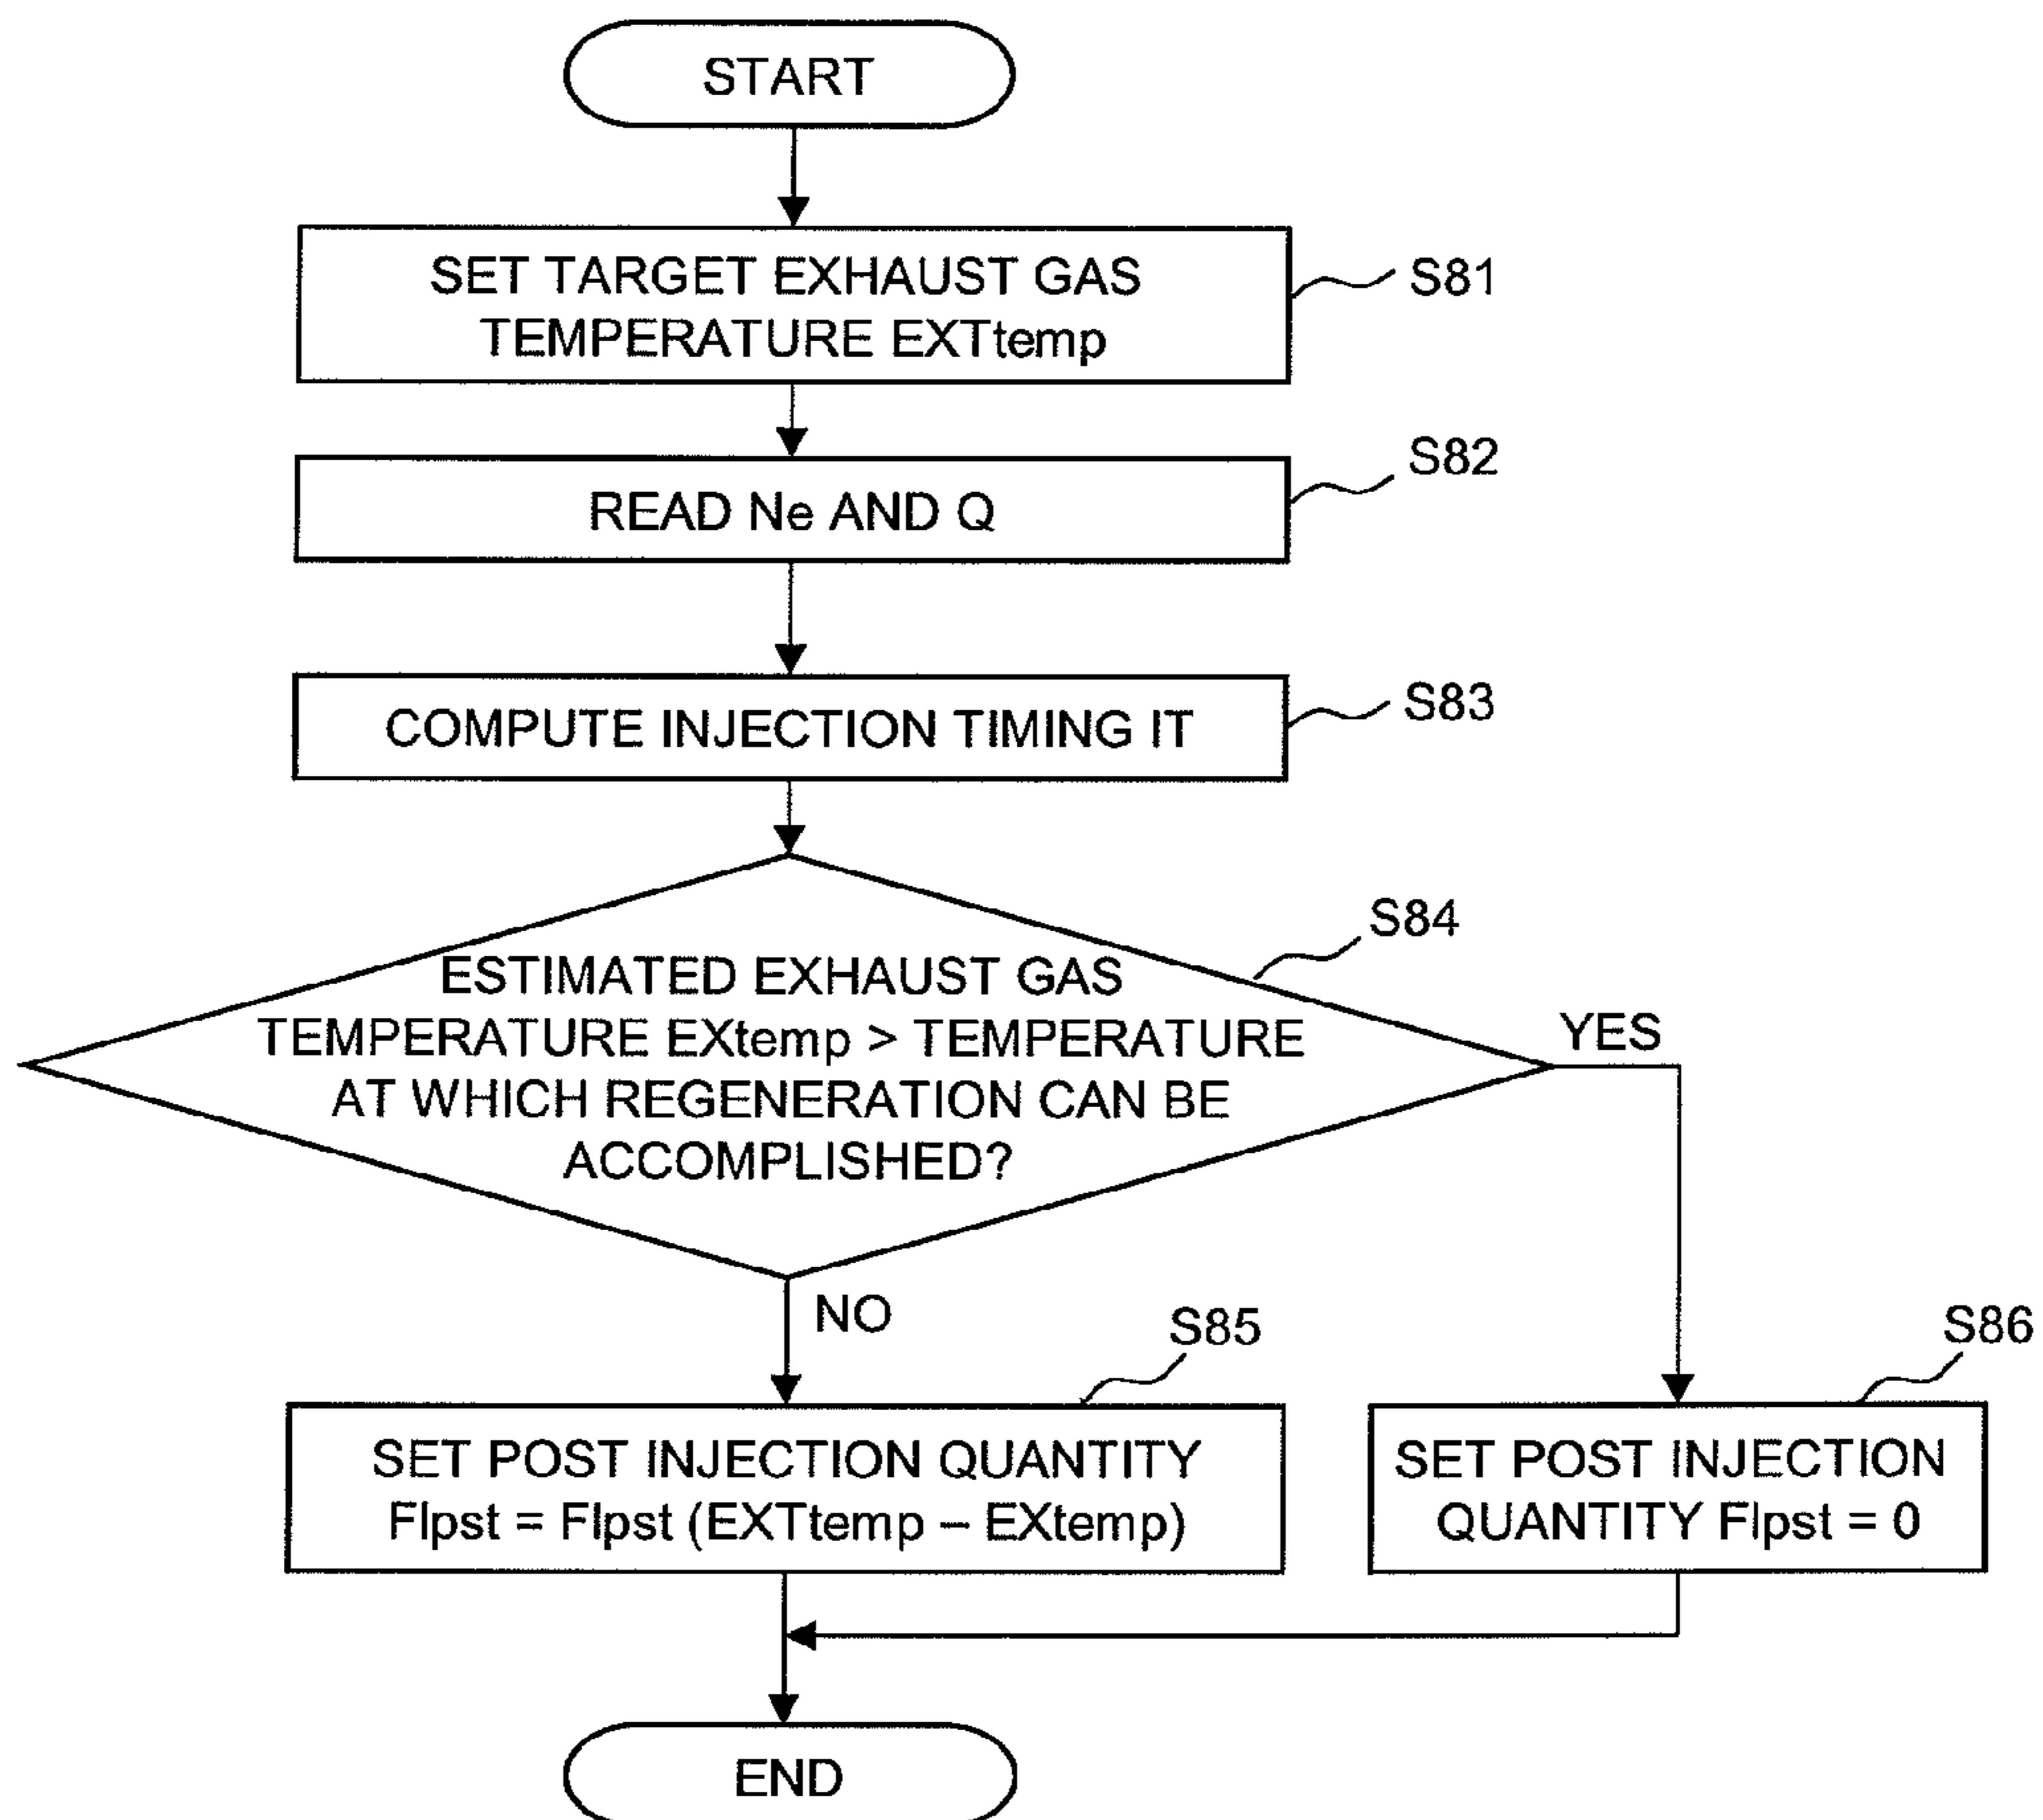 START
SET TARGET EXHAUST GAS
TEMPERATURE EXTtemp
S81
READ Ne AND Q
S82
COMPUTE INJECTION TIMING IT
S83
S84
ESTIMATED EXHAUST GAS
TEMPERATURE EXtemp > TEMPERATURE
AT WHICH REGENERATION CAN BE
ACCOMPLISHED?
YES
NO
S85
SET POST INJECTION QUANTITY
FIpst = FIpst (EXTtemp – EXtemp)
S86
SET POST INJECTION
QUANTITY FIpst = 0
END